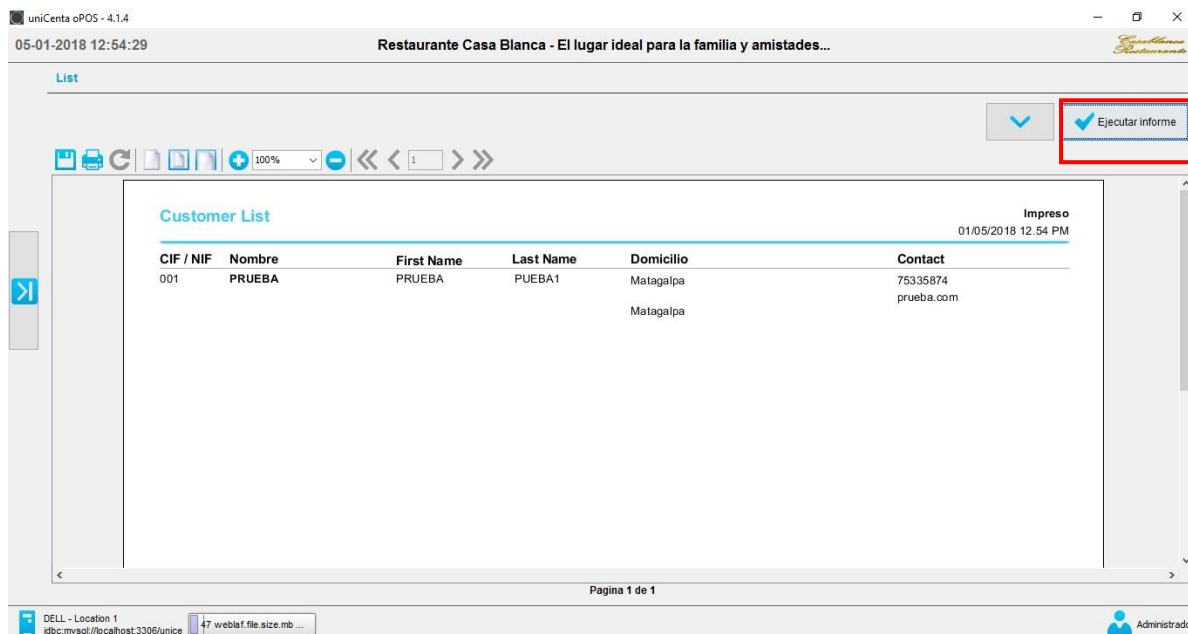 uniCenta oPOS - 4.1.4
05-01-2018 12:54:29 Restaurante Casa Blanca - El lugar ideal para la familia y amistades... Casablanca
Restaurante
List
Ejecutar informe
100% 1
Customer List Impreso
01/05/2018 12.54 PM
CIF / NIF Nombre First Name Last Name Domicilio Contact
001 PRUEBA PRUEBA PUEBA1 Matagalpa 75335874
prueba.com
Matagalpa
Pagina 1 de 1
DELL - Location 1
jdbc:mysql://localhost:3306/unice 47 weblaf.file.size.mb ... Administrado